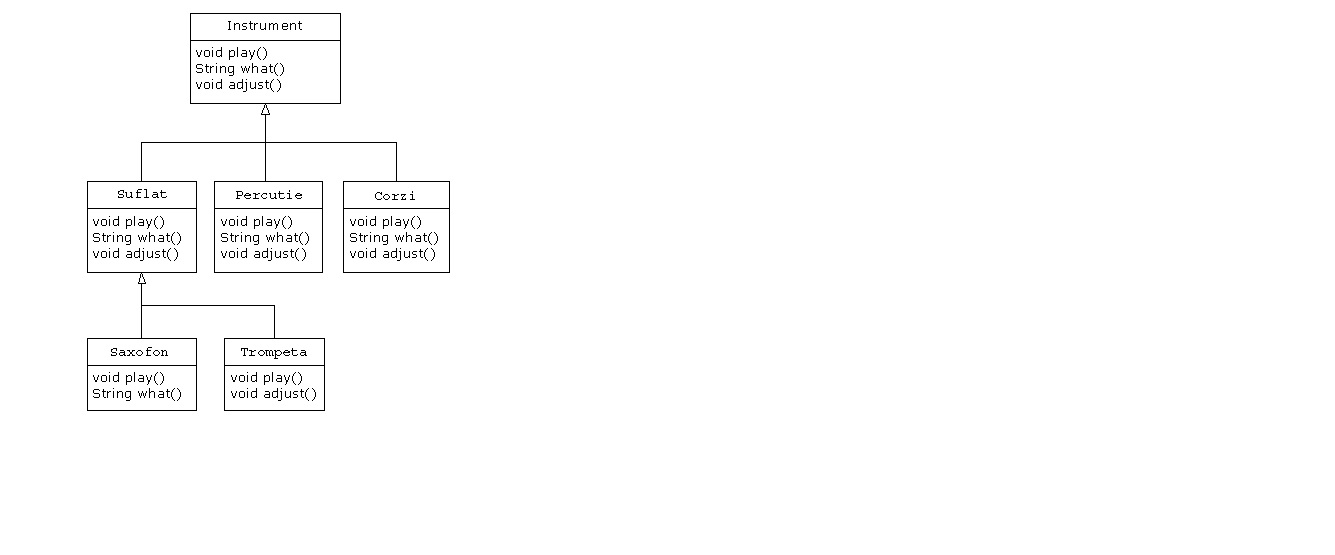 Instrument
void play()
String what()
void adjust()
Suflat
void play()
String what()
void adjust()
Percutie
void play()
String what()
void adjust()
Corzi
void play()
String what()
void adjust()
Saxofon
void play()
String what()
Trompeta
void play()
void adjust()